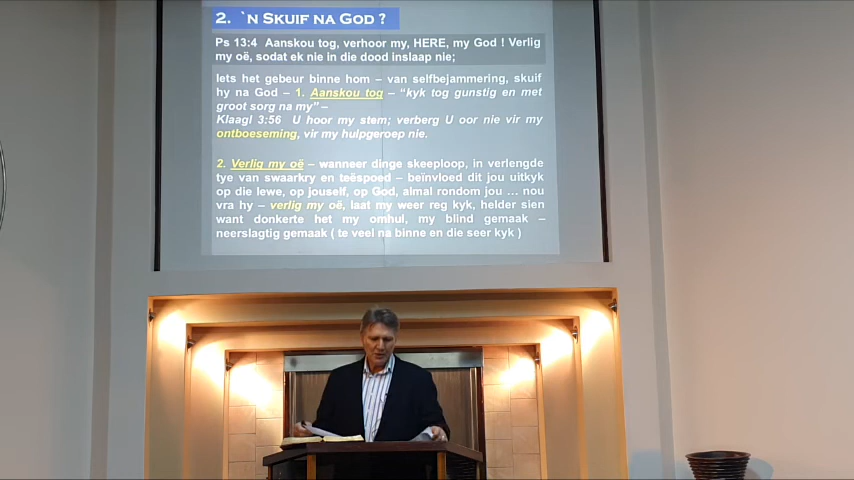 2. `N SKUIF NA GOD ?
Ps 13:4 Aanskou tog, verhoor my, HERE, my God ! Verlig
my oë, sodat ek nie in die dood inslaap nie;
Iets het gebeur binne hom – van selfbejammering, skuif
hy na God – 1. Aanskou tog – “kyk tog gunstig en met
groot sorg na my” –
Klaagl 3:56 U hoor my stem; verberg U oor nie vir my
ontboeseming, vir my hulpgeroep nie.
2. Verlig my oë – wanneer dinge skeeploop, in verlengde
tye van swaarkry en teëspoed – beïnvloed dit jou uitkyk
op die lewe, op jouself, op God, almal rondom jou ... nou
vra hy – verlig my oë, laat my weer reg kyk, helder sien
want donkerte het my omhul, my blind gemaak –
neerslagtig gemaak ( te veel na binne en die seer kyk )